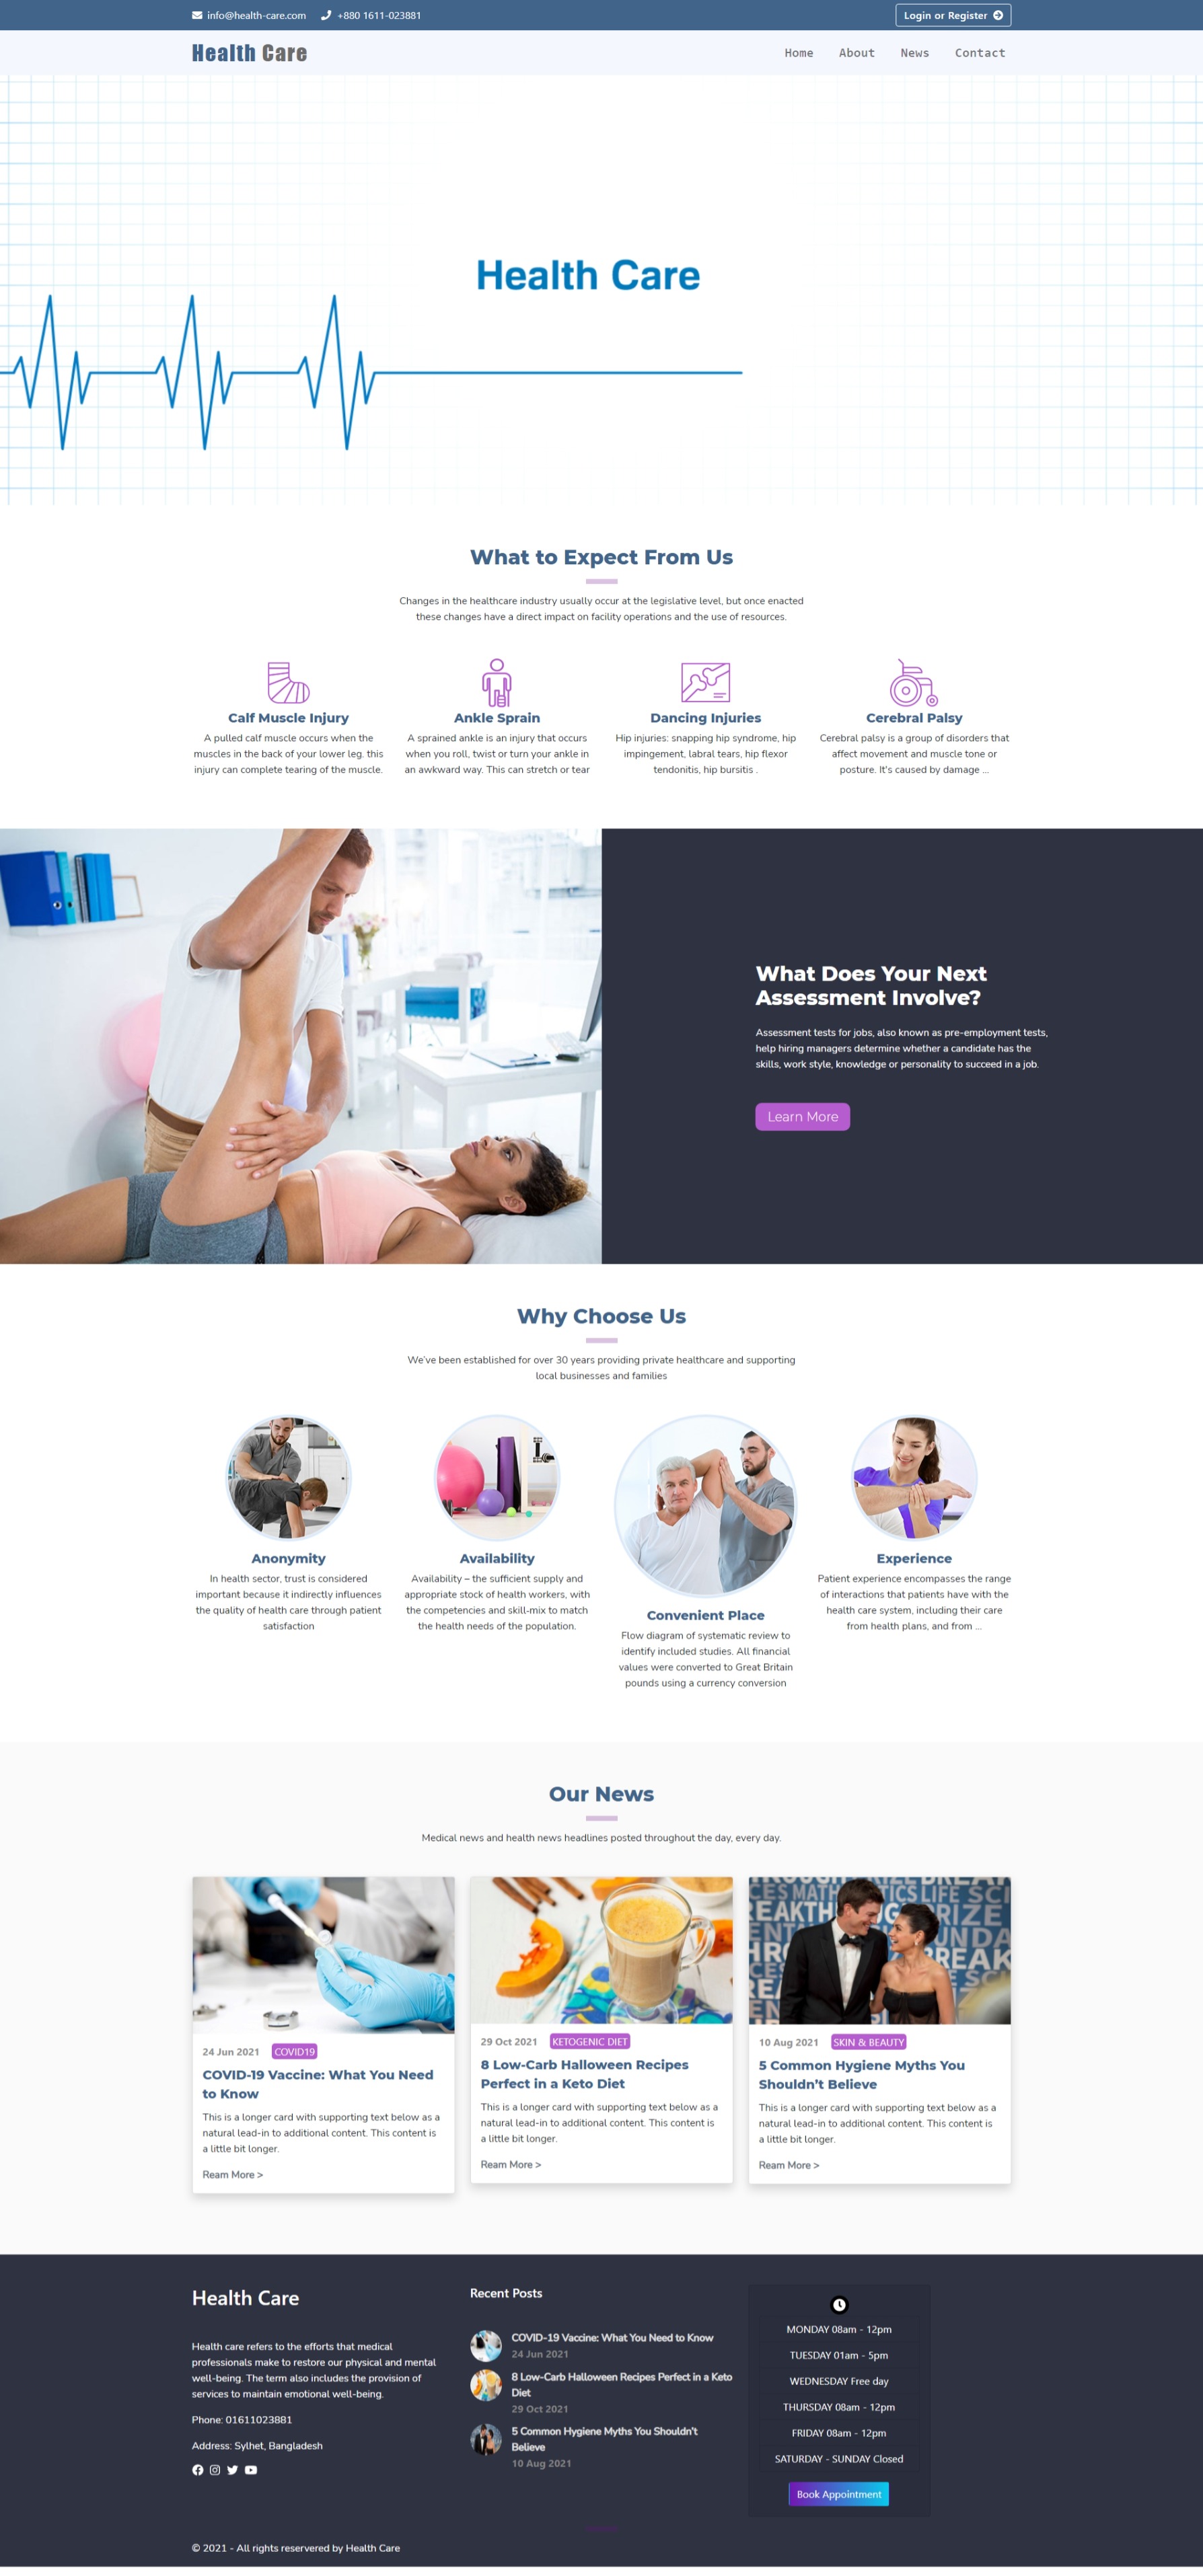 info@health-care.com +880 1611-023881 Login or Register
Health Care Home About News Contact
Health Care
What to Expect From Us
Changes in the healthcare industry usually occur at the legislative level, but once enacted
these changes have a direct impact on facility operations and the use of resources.
Calf Muscle Injury
A pulled calf muscle occurs when the
muscles in the back of your lower leg. this
injury can complete tearing of the muscle.
Ankle Sprain
A sprained ankle is an injury that occurs
when you roll, twist or turn your ankle in
an awkward way. This can stretch or tear
Dancing Injuries
Hip injuries: snapping hip syndrome, hip
impingement, labral tears, hip flexor
tendonitis, hip bursitis .
Cerebral Palsy
Cerebral palsy is a group of disorders that
affect movement and muscle tone or
posture. It's caused by damage ...
What Does Your Next
Assessment Involve?
Assessment tests for jobs, also known as pre-employment tests,
help hiring managers determine whether a candidate has the
skills, work style, knowledge or personality to succeed in a job.
Learn More
Why Choose Us
We've been established for over 30 years providing private healthcare and supporting
local businesses and families
Anonymity
In health sector, trust is considered
important because it indirectly influences
the quality of health care through patient
satisfaction
Availability
Availability – the sufficient supply and
appropriate stock of health workers, with
the competencies and skill-mix to match
the health needs of the population.
Convenient Place
Flow diagram of systematic review to
identify included studies. All financial
values were converted to Great Britain
pounds using a currency conversion
Experience
Patient experience encompasses the range
of interactions that patients have with the
health care system, including their care
from health plans, and from ...
Our News
Medical news and health news headlines posted throughout the day, every day.
24 Jun 2021 COVID19
COVID-19 Vaccine: What You Need
to Know
This is a longer card with supporting text below as a
natural lead-in to additional content. This content is
a little bit longer.
Ream More >
29 Oct 2021 KETOGENIC DIET
8 Low-Carb Halloween Recipes
Perfect in a Keto Diet
This is a longer card with supporting text below as a
natural lead-in to additional content. This content is
a little bit longer.
Ream More >
10 Aug 2021 SKIN & BEAUTY
5 Common Hygiene Myths You
Shouldn't Believe
This is a longer card with supporting text below as a
natural lead-in to additional content. This content is
a little bit longer.
Ream More >
Health Care
Health care refers to the efforts that medical
professionals make to restore our physical and mental
well-being. The term also includes the provision of
services to maintain emotional well-being.
Phone: 01611023881
Address: Sylhet, Bangladesh
Recent Posts
COVID-19 Vaccine: What You Need to Know
24 Jun 2021
8 Low-Carb Halloween Recipes Perfect in a Keto
Diet
29 Oct 2021
5 Common Hygiene Myths You Shouldn't
Believe
10 Aug 2021
MONDAY 08am - 12pm
TUESDAY 01am - 5pm
WEDNESDAY Free day
THURSDAY 08am - 12pm
FRIDAY 08am - 12pm
SATURDAY - SUNDAY Closed
Book Appointment
© 2021 - All rights reservered by Health Care